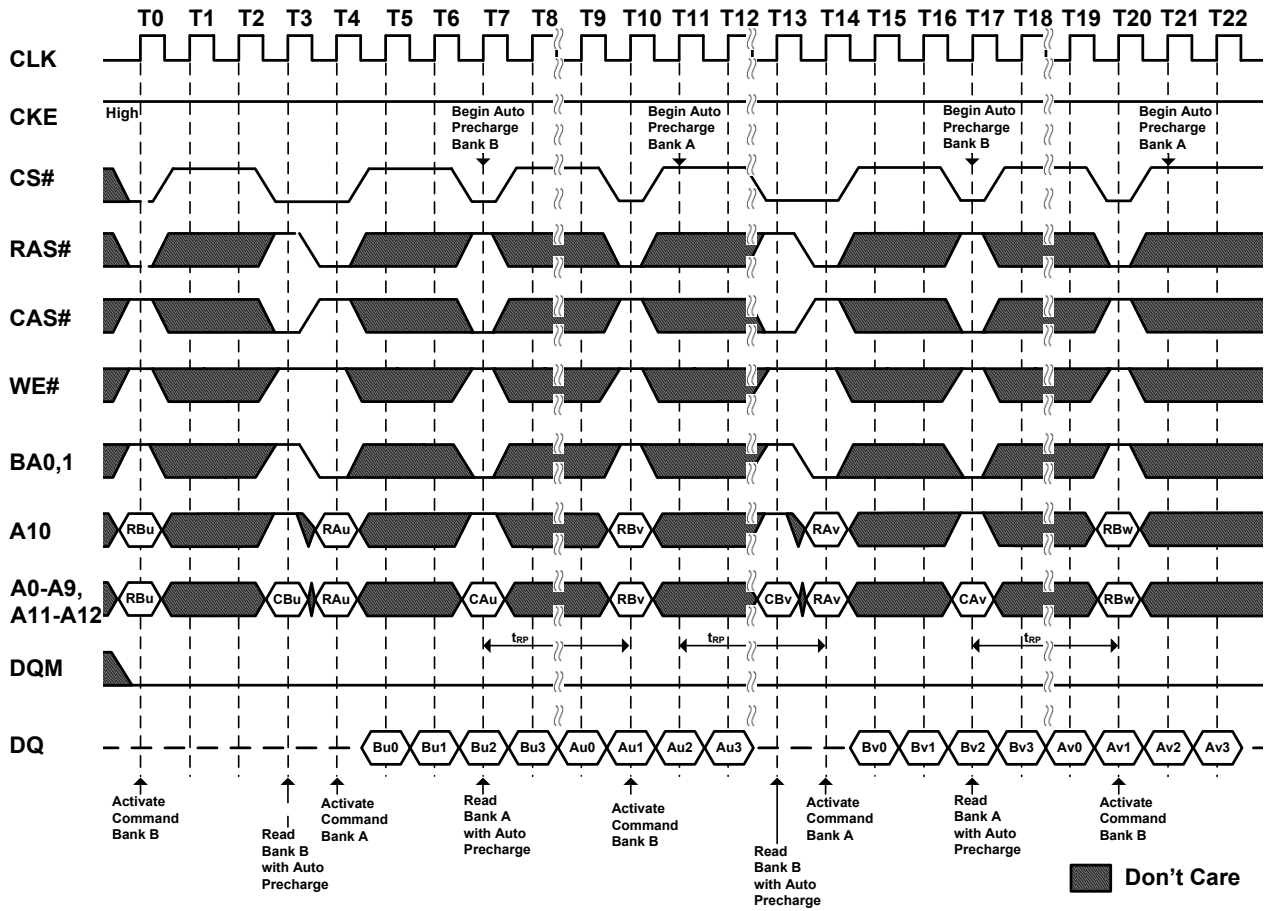 T0 T1 T2 T3 T4 T5 T6 T7 T8 T9 T10 T11 T12 T13 T14 T15 T16 T17 T18 T19 T20 T21 T22
CLK
CKE
High
Begin Auto
Precharge
Bank B
Begin Auto
Precharge
Bank A
Begin Auto
Precharge
Bank B
Begin Auto
Precharge
Bank A
CS#
RAS#
CAS#
WE#
BA0,1
A10
RBu RAu RBv RAv RBw
A0-A9,
A11-A12
RBu CBu RAu CAu RBv CBv RAv CAv RBw
tRP tRP tRP
DQM
DQ
Bu0 Bu1 Bu2 Bu3 Au0 Au1 Au2 Au3 Bv0 Bv1 Bv2 Bv3 Av0 Av1 Av2 Av3
Activate
Command
Bank B
Read
Bank B
with Auto
Precharge
Activate
Command
Bank A
Read
Bank A
with Auto
Precharge
Activate
Command
Bank B
Read
Bank B
with Auto
Precharge
Activate
Command
Bank A
Read
Bank A
with Auto
Precharge
Activate
Command
Bank B
Don't Care